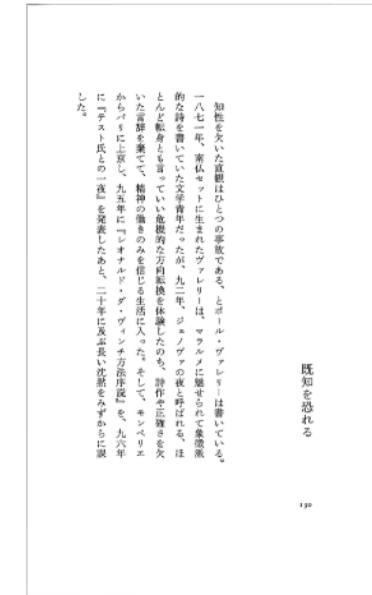 既知を恐れる
知性を欠いた直観はひとつの事故である、とポール・ヴァレリーは書いている。
一八七一年、南仏セットに生まれたヴァレリーは、マラルメに魅せられて象徴派
的な詩を書いていた文学青年だったが、九二年、ジェノヴァの夜と呼ばれる、ほ
とんど転身とも言っていい危機的な方向転換を体験したのち、詩作や正確さを欠
いた言辞を棄てて、精神の働きのみを信じる生活に入った。そして、モンペリエ
からパリに上京し、九五年に『レオナルド・ダ・ヴィンチ方法序説』を、九六年
に『テスト氏との一夜』を発表したあと、二十年に及ぶ長い沈黙をみずからに課
した。
190